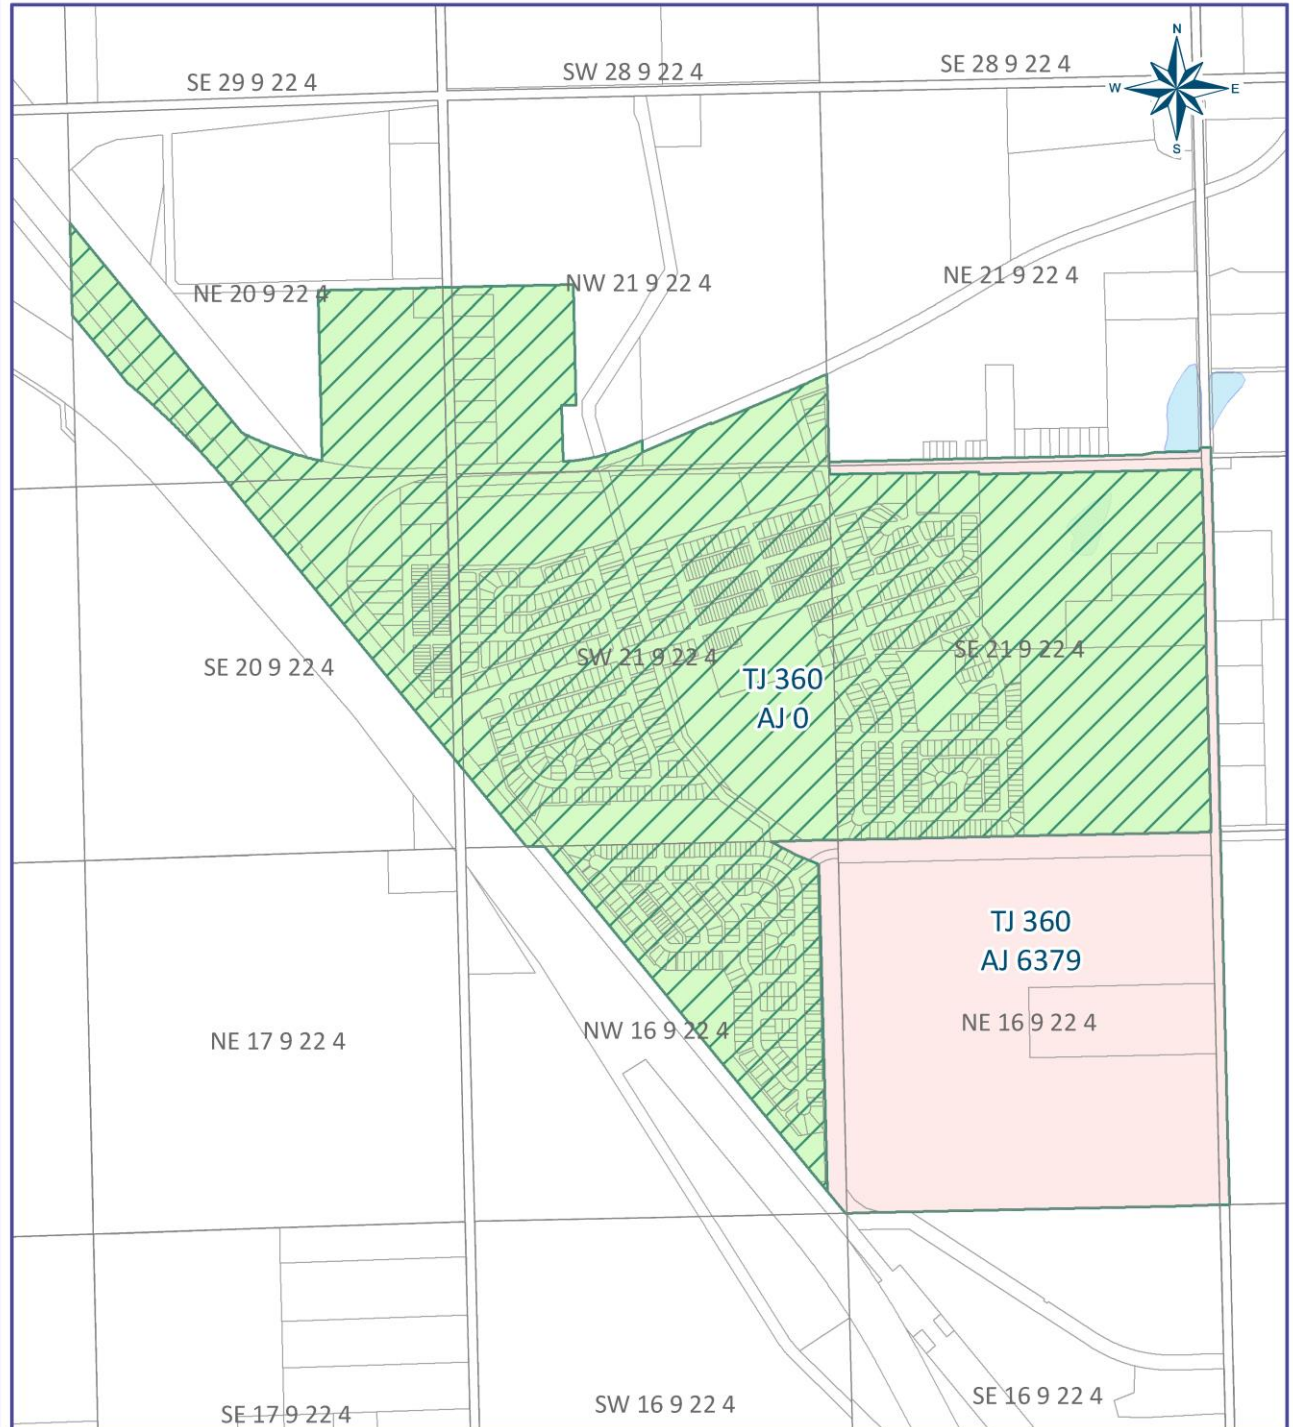 N
W E
S
SE 29 9 22 4
SW 28 9 22 4
SE 28 9 22 4
NE 20 9 22 4
NW 21 9 22 4
NE 21 9 22 4
SE 20 9 22 4
SW 21 9 22 4
SE 21 9 22 4
TJ 360
AJ 0
TJ 360
AJ 6379
NE 17 9 22 4
NW 16 9 22 4
NE 16 9 22 4
SE 17 9 22 4
SW 16 9 22 4
SE 16 9 22 4